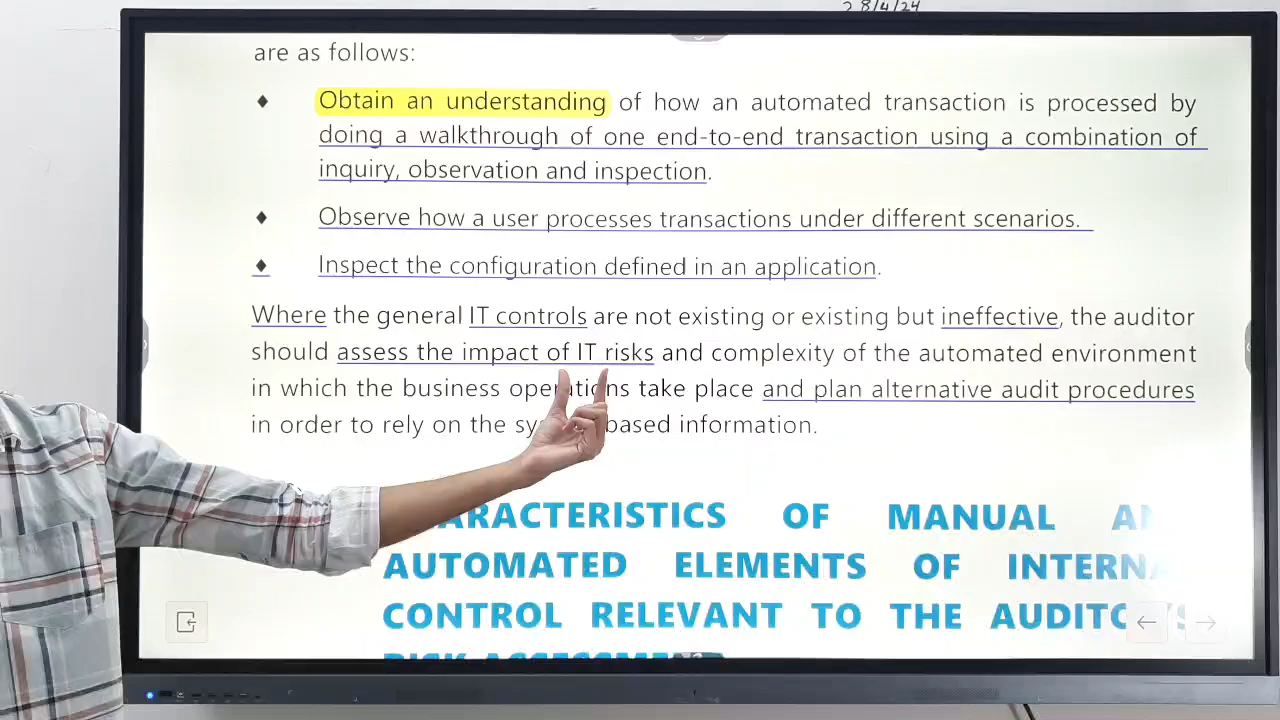 28/4/24
are as follows:
♦ Obtain an understanding of how an automated transaction is processed by
doing a walkthrough of one end-to-end transaction using a combination of
inquiry, observation and inspection.
♦ Observe how a user processes transactions under different scenarios.
♦ Inspect the configuration defined in an application.
Where the general IT controls are not existing or existing but ineffective, the auditor
should assess the impact of IT risks and complexity of the automated environment
in which the business operations take place and plan alternative audit procedures
in order to rely on the based information.
OF MANUAL
AUTOMATED ELEMENTS OF
CONTROL RELEVANT TO THE